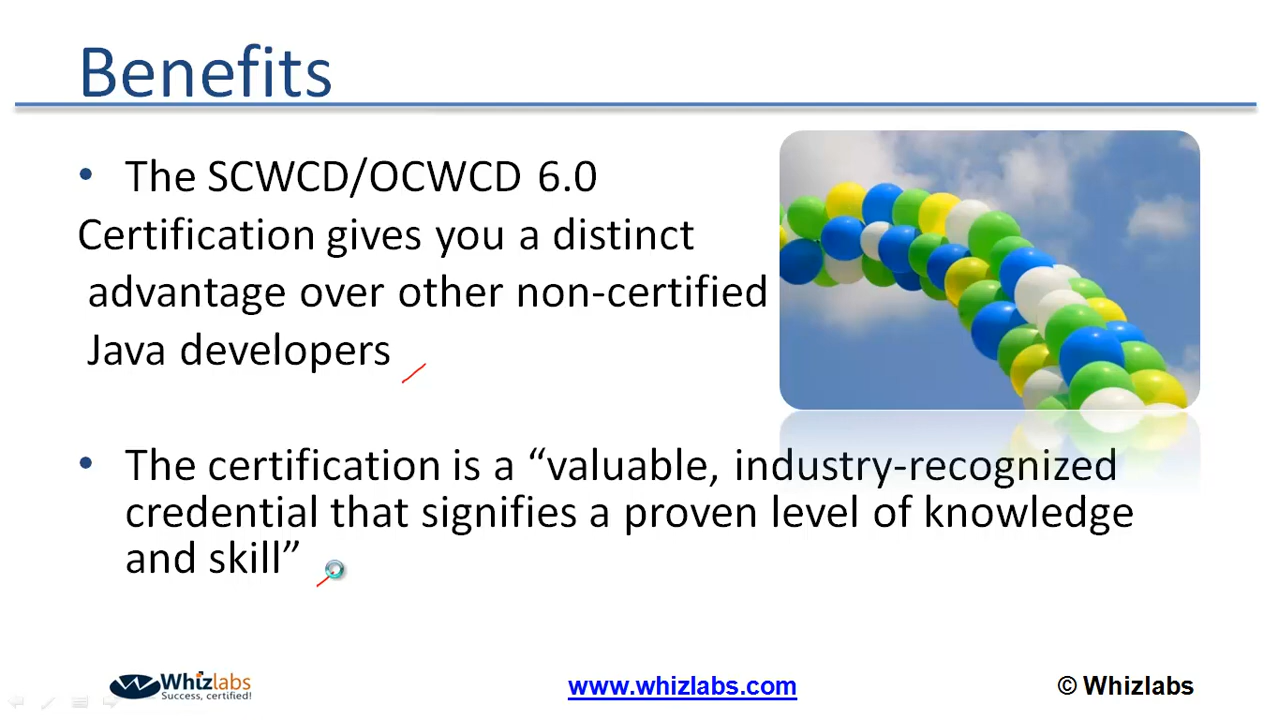 Benefits
• The SCWCD/OCWCD 6.0
Certification gives you a distinct
advantage over other non-certified
Java developers
• The certification is a “valuable, industry-recognized
credential that signifies a proven level of knowledge
and skill”
Whizlabs
Success, certified!
www.whizlabs.com
© Whizlabs